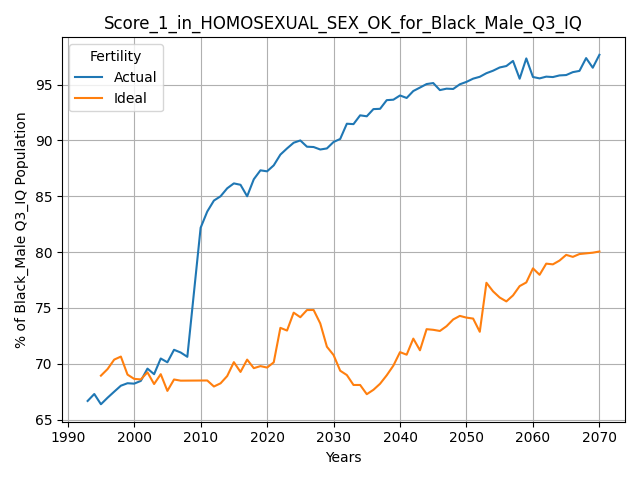 Score_1_in_HOMOSEXUAL_SEX_OK_for_Black_Male_Q3_IQ
Fertility
Actual
Ideal
% of Black_Male Q3_IQ Population
95
90
85
80
75
70
65
1990 2000 2010 2020 2030 2040 2050 2060 2070
Years